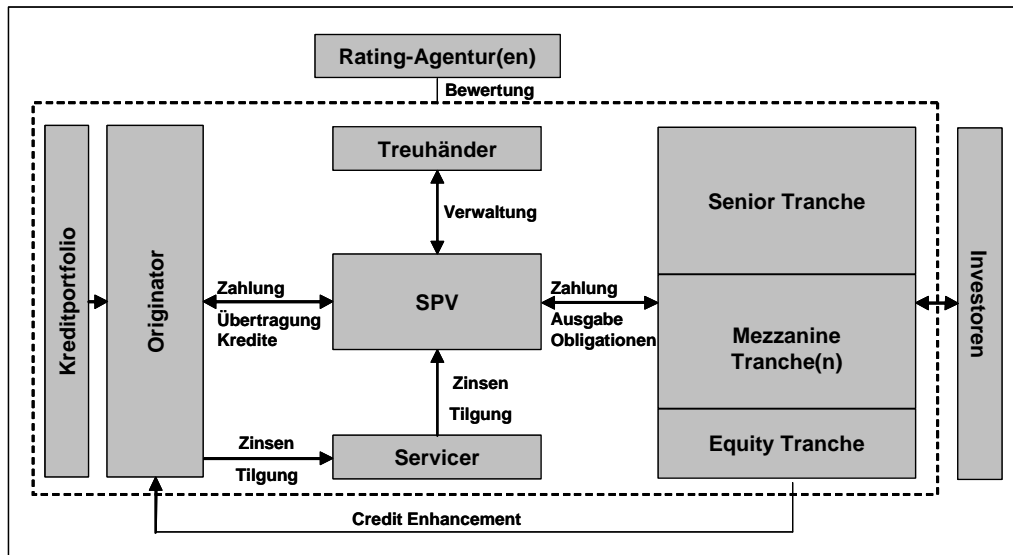 Rating-Agentur(en)
Bewertung
Kreditportfolio
Originator
Treuhänder
Verwaltung
Zahlung
Übertragung
Kredite
SPV
Zahlung
Ausgabe
Obligationen
Senior Tranche
Mezzanine
Tranche(n)
Equity Tranche
Investoren
Zinsen
Tilgung
Zinsen
Tilgung
Servicer
Credit Enhancement